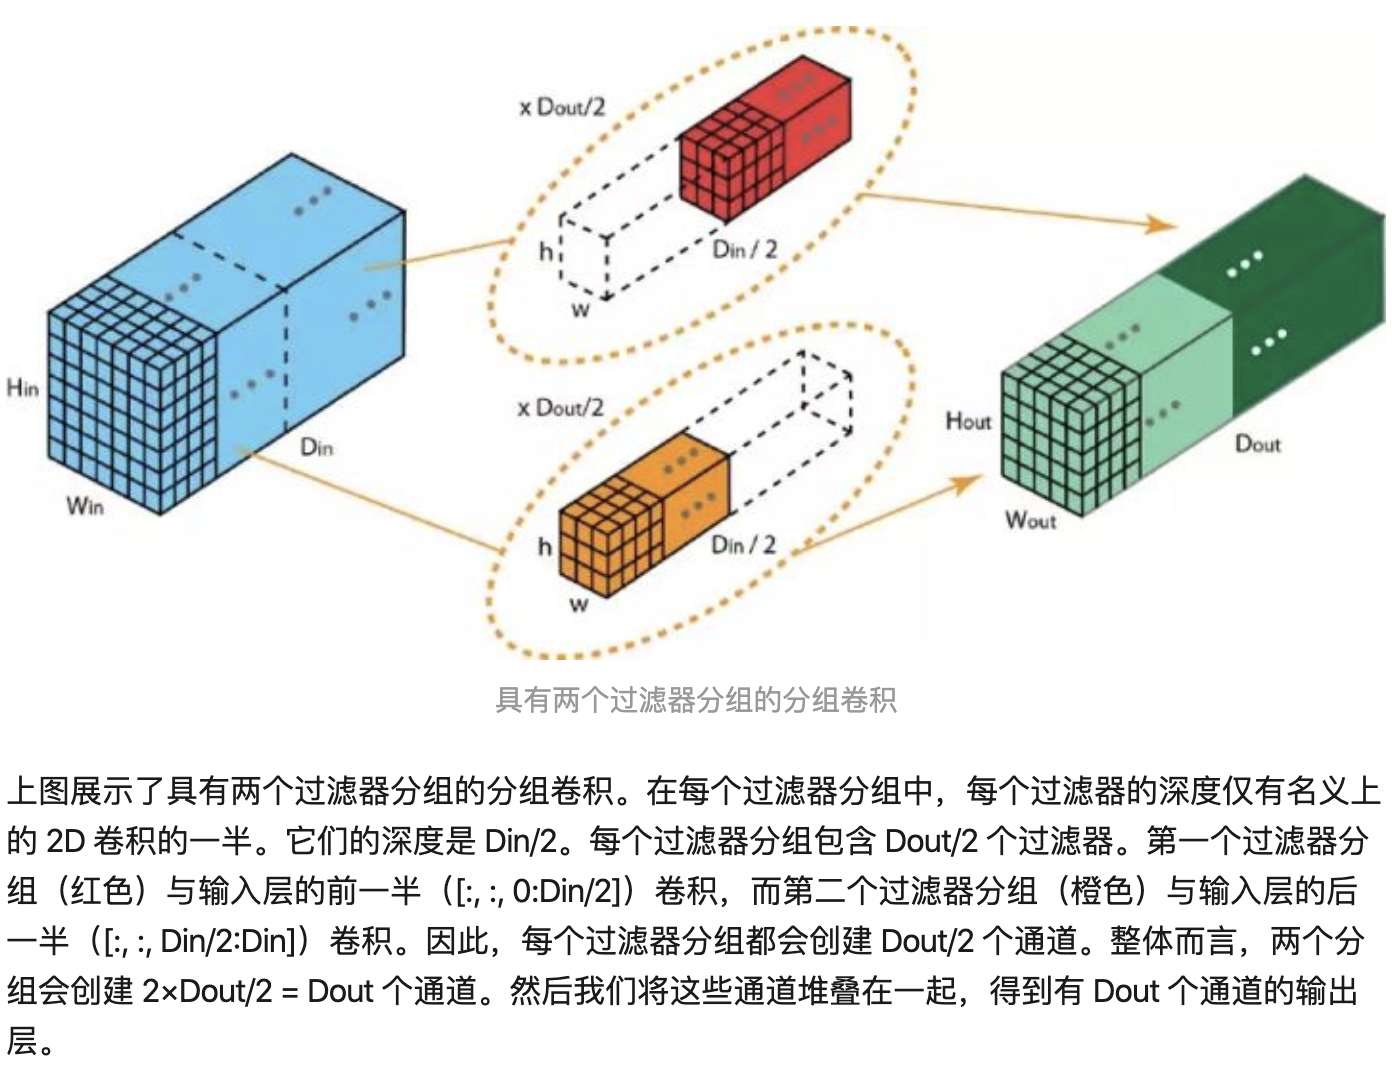 x Dout/2
h
w
Din / 2
Hin
Win
Din
x Dout/2
h
w
Din / 2
Hout
Wout
Dout
具有两个过滤器分组的分组卷积
上图展示了具有两个过滤器分组的分组卷积。在每个过滤器分组中，每个过滤器的深度仅有名义上
的 2D 卷积的一半。它们的深度是 Din/2。每个过滤器分组包含 Dout/2 个过滤器。第一个过滤器分
组（红色）与输入层的前一半（[:, :, 0:Din/2]）卷积，而第二个过滤器分组（橙色）与输入层的后
一半（[:, :, Din/2:Din]）卷积。因此，每个过滤器分组都会创建 Dout/2 个通道。整体而言，两个分
组会创建 2×Dout/2 = Dout 个通道。然后我们将这些通道堆叠在一起，得到有 Dout 个通道的输出
层。